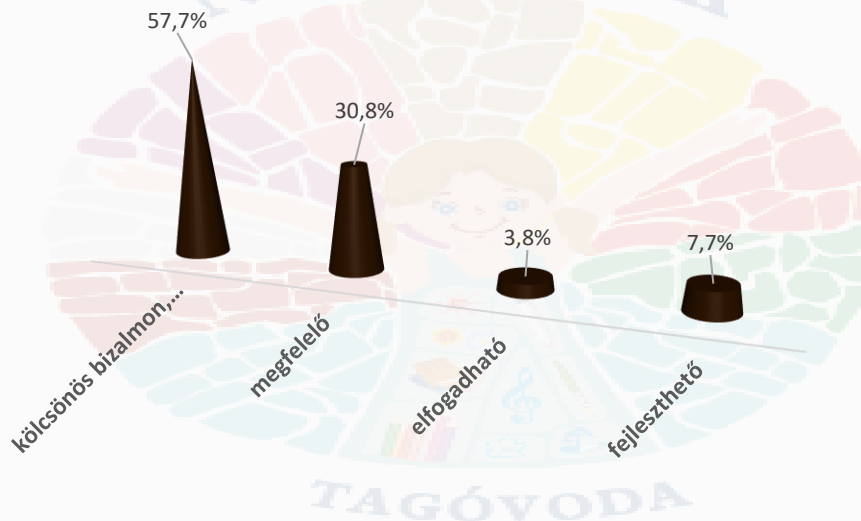 57,7%
30,8%
3,8%
7,7%
kölcsönös bizalmon,...
megfelelő
elfogadható
fejleszthető
TAGÓVODA